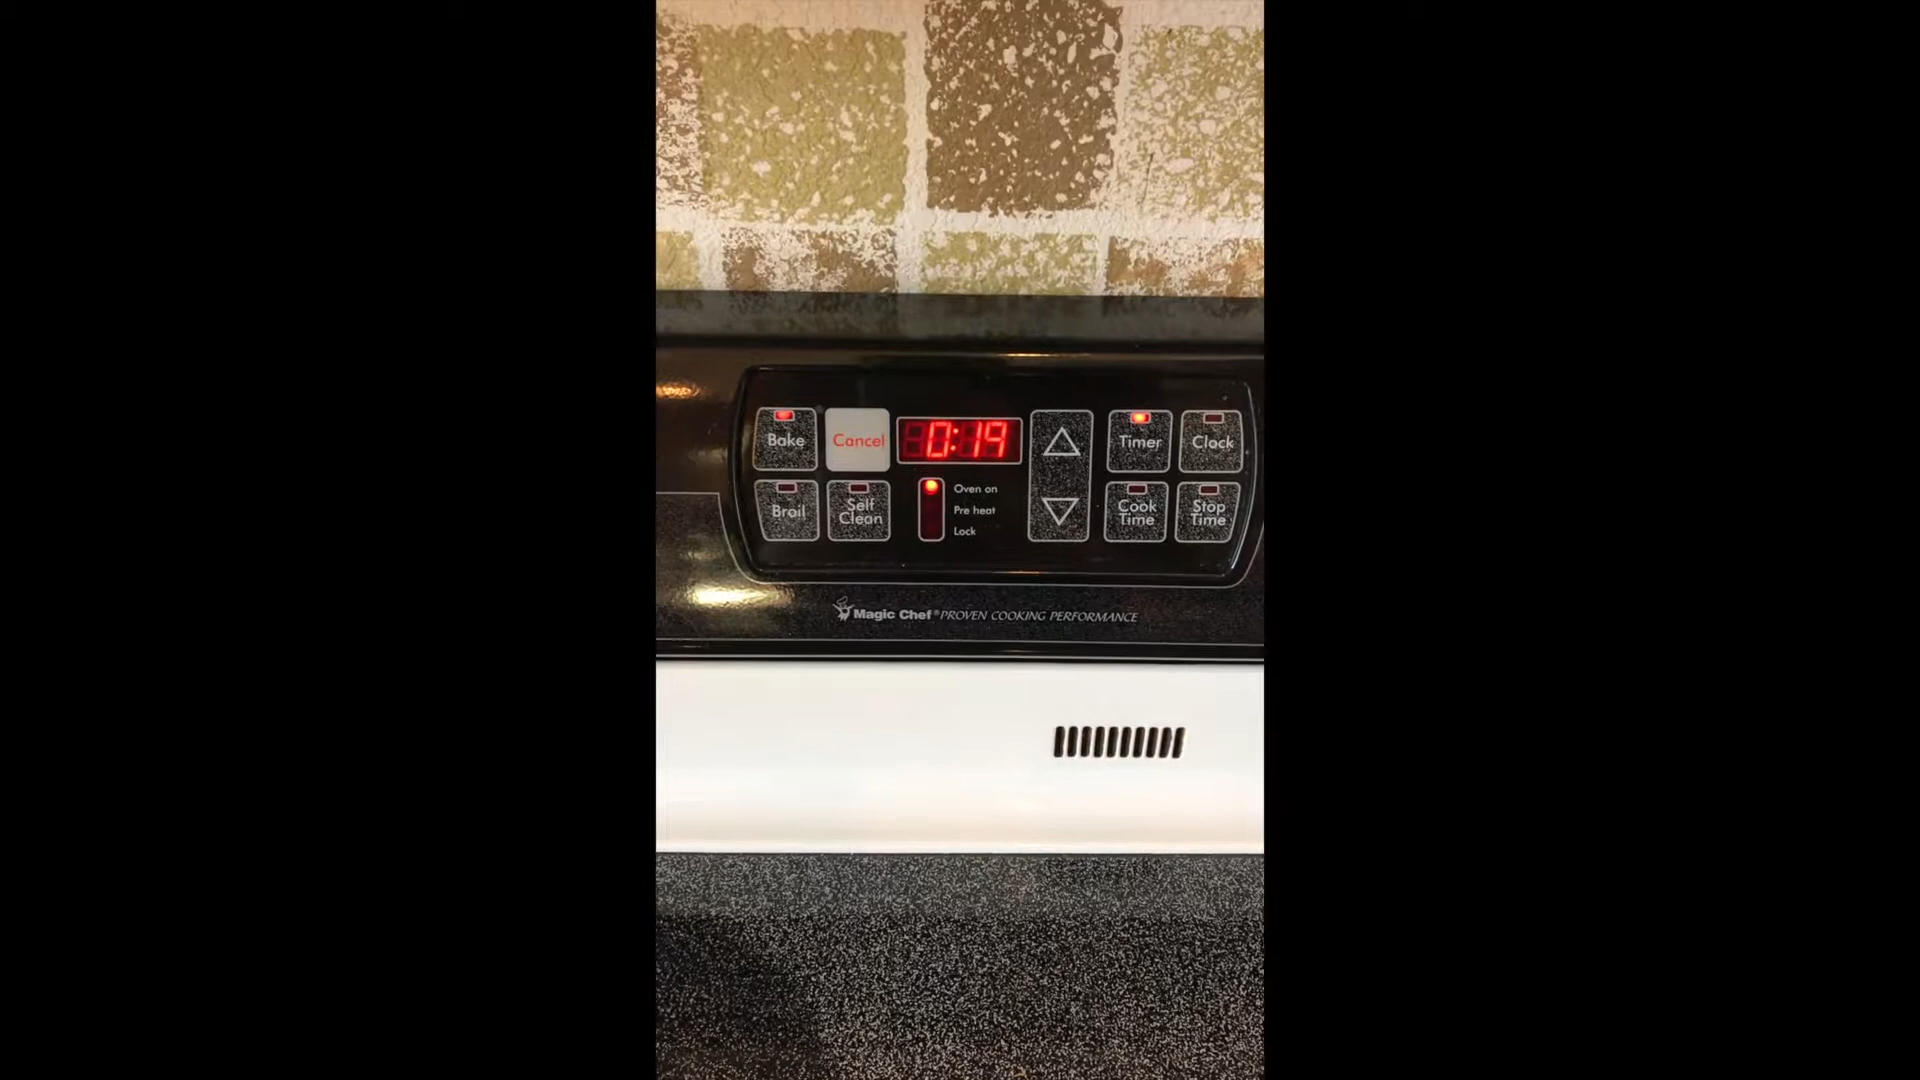 Bake
Cancel
0:19
Timer
Clock
Broil
Self
Clean
Oven on
Pre heat
Lock
Cook
Time
Stop
Time
Magic Chef® PROVEN COOKING PERFORMANCE